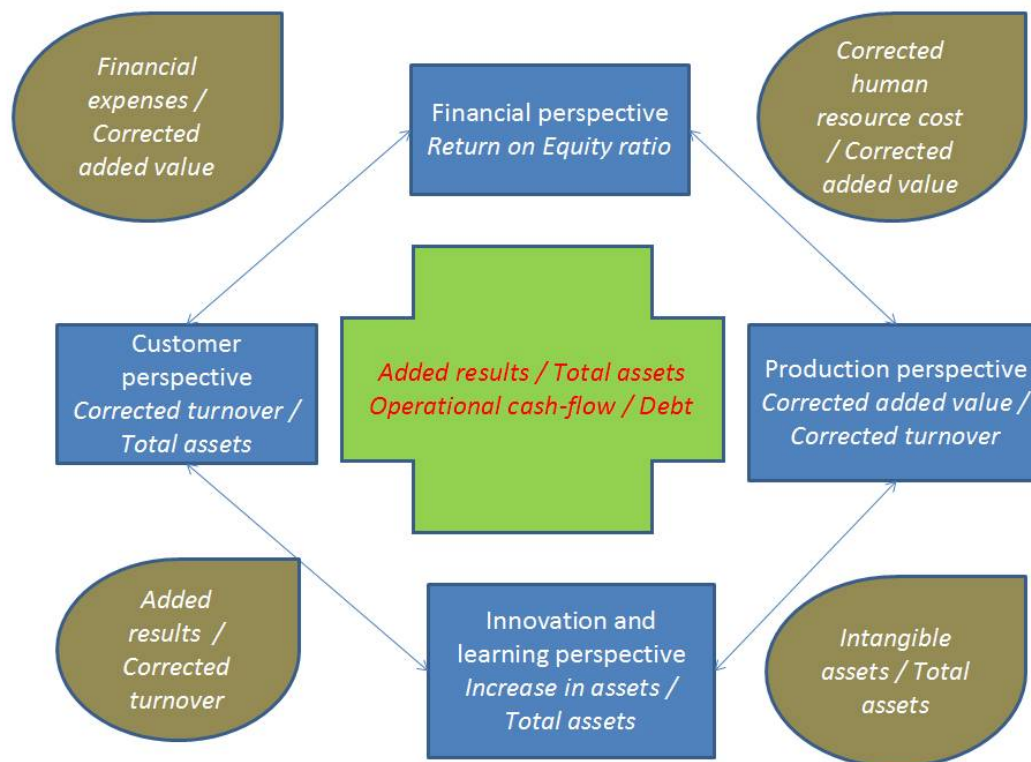 Financial
expenses /
Corrected
added value
Financial perspective
Return on Equity ratio
Corrected
human
resource cost
/ Corrected
added value
Customer
perspective
Corrected turnover /
Total assets
Added results / Total assets
Operational cash-flow / Debt
Production perspective
Corrected added value /
Corrected turnover
Added
results /
Corrected
turnover
Innovation and
learning perspective
Increase in assets /
Total assets
Intangible
assets / Total
assets